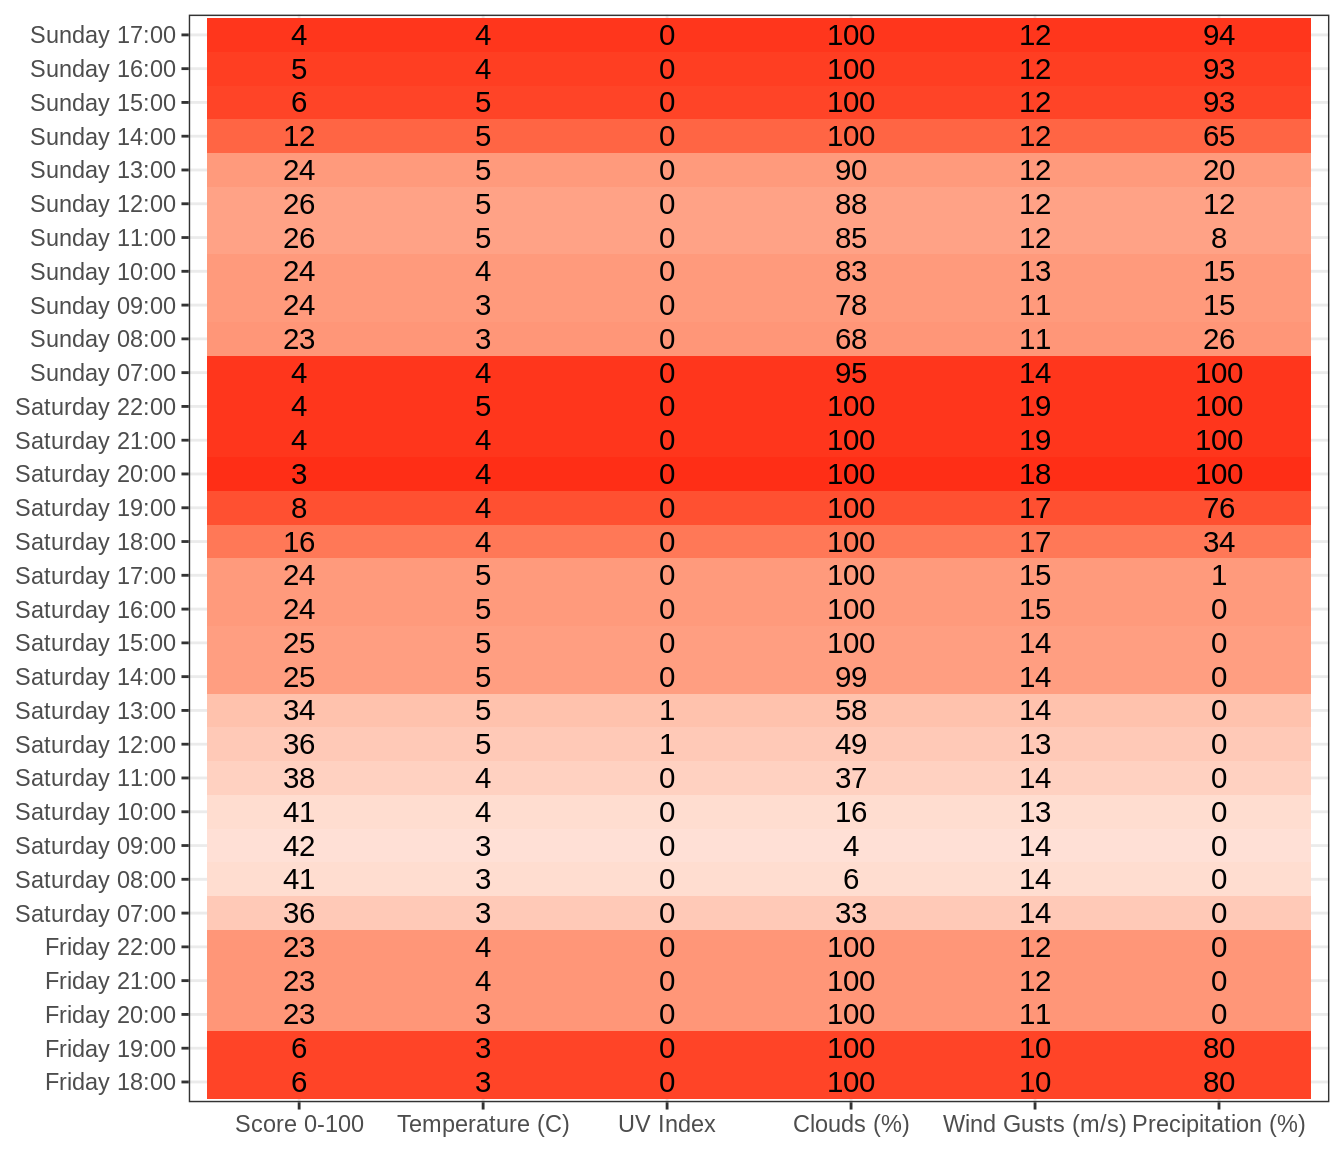 Sunday 17:00 4 4 0 100 12 94
Sunday 16:00 5 4 0 100 12 93
Sunday 15:00 6 5 0 100 12 93
Sunday 14:00 12 5 0 100 12 65
Sunday 13:00 24 5 0 90 12 20
Sunday 12:00 26 5 0 88 12 12
Sunday 11:00 26 5 0 85 12 8
Sunday 10:00 24 4 0 83 13 15
Sunday 09:00 24 3 0 78 11 15
Sunday 08:00 23 3 0 68 11 26
Sunday 07:00 4 4 0 95 14 100
Saturday 22:00 4 5 0 100 19 100
Saturday 21:00 4 4 0 100 19 100
Saturday 20:00 3 4 0 100 18 100
Saturday 19:00 8 4 0 100 17 76
Saturday 18:00 16 4 0 100 17 34
Saturday 17:00 24 5 0 100 15 1
Saturday 16:00 24 5 0 100 15 0
Saturday 15:00 25 5 0 100 14 0
Saturday 14:00 25 5 0 99 14 0
Saturday 13:00 34 5 1 58 14 0
Saturday 12:00 36 5 1 49 13 0
Saturday 11:00 38 4 0 37 14 0
Saturday 10:00 41 4 0 16 13 0
Saturday 09:00 42 3 0 4 14 0
Saturday 08:00 41 3 0 6 14 0
Saturday 07:00 36 3 0 33 14 0
Friday 22:00 23 4 0 100 12 0
Friday 21:00 23 4 0 100 12 0
Friday 20:00 23 3 0 100 11 0
Friday 19:00 6 3 0 100 10 80
Friday 18:00 6 3 0 100 10 80
Score 0-100 Temperature (C) UV Index Clouds (%) Wind Gusts (m/s) Precipitation (%)